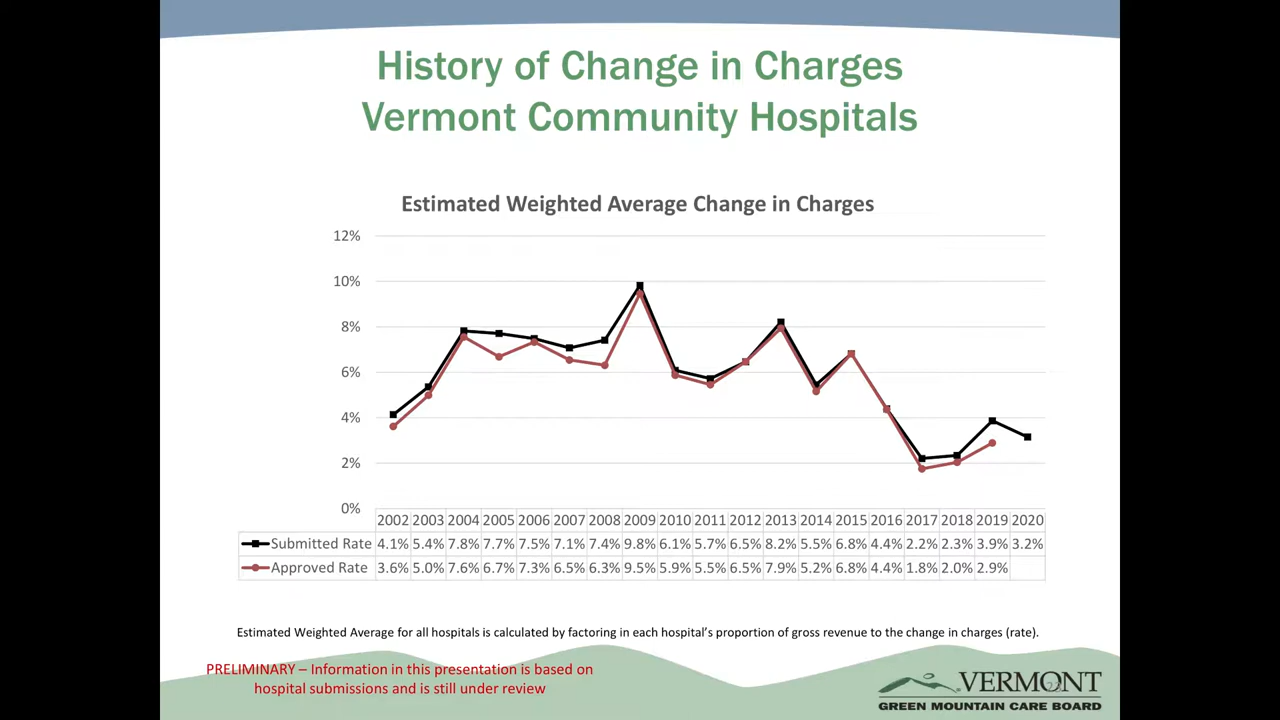 History of Change in Charges
Vermont Community Hospitals
Estimated Weighted Average Change in Charges
12%
10%
8%
6%
4%
2%
0%
2002 2003 2004 2005 2006 2007 2008 2009 2010 2011 2012 2013 2014 2015 2016 2017 2018 2019 2020
Submitted Rate 4.1% 5.4% 7.8% 7.7% 7.5% 7.1% 7.4% 9.8% 6.1% 5.7% 6.5% 8.2% 5.5% 6.8% 4.4% 2.2% 2.3% 3.9% 3.2%
Approved Rate 3.6% 5.0% 7.6% 6.7% 7.3% 6.5% 6.3% 9.5% 5.9% 5.5% 6.5% 7.9% 5.2% 6.8% 4.4% 1.8% 2.0% 2.9%
Estimated Weighted Average for all hospitals is calculated by factoring in each hospital's proportion of gross revenue to the change in charges (rate).
PRELIMINARY – Information in this presentation is based on
hospital submissions and is still under review
VERMONT
GREEN MOUNTAIN CARE BOARD